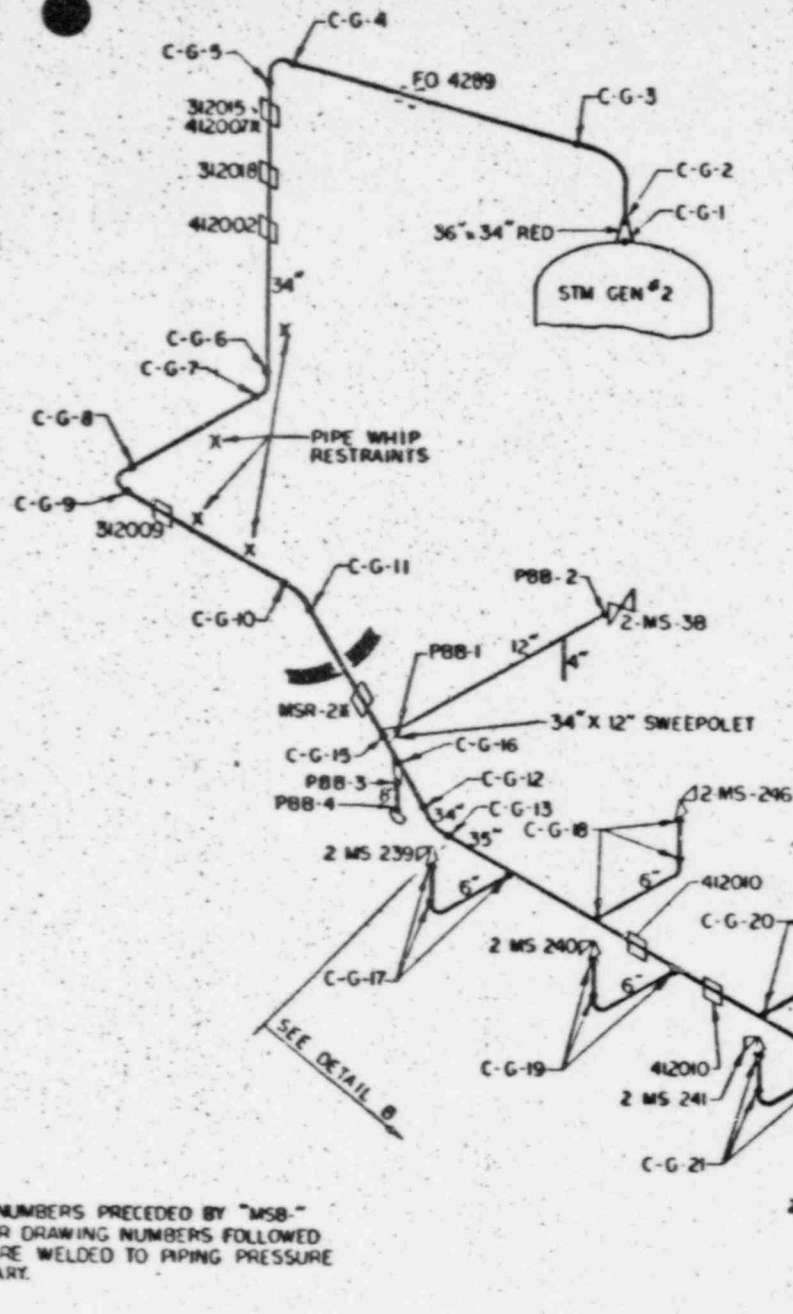 C-G-4
C-G-5
FO 4289
C-G-3
312015
412007X
C-G-2
312018
C-G-1
412002
36" x 34" RED
34"
STM GEN #2
C-G-6
C-G-7
X
C-G-8
X
PIPE WHIP
RESTRAINTS
C-G-9
312009
X
X
C-G-11
C-G-10
PBB-2
2-MS-38
PBB-1
12"
4"
MSR-2X
34" X 12" SWEEPOLET
C-G-15
C-G-16
PBB-3
8"
C-G-12
PBB-4
34"
C-G-13
2-MS-246
35"
C-G-18
2 MS 239
6"
6"
412010
C-G-20
2 MS 240
C-G-17
6"
SEE DETAIL B
C-G-19
412010
2 MS 241
C-G-21
NUMBERS PRECEDED BY "MSB-"
R DRAWING NUMBERS FOLLOWED
RE WELDED TO PIPING PRESSURE
ARY.